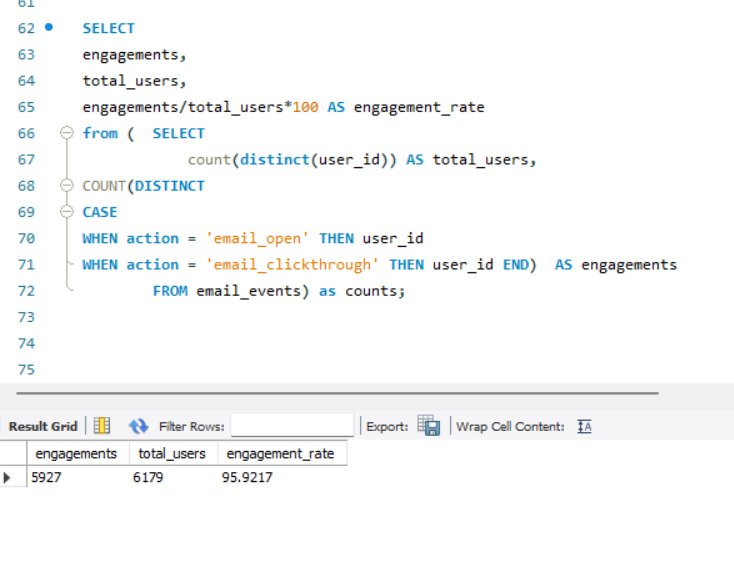 61
62 SELECT
63 engagements,
64 total_users,
65 engagements/total_users*100 AS engagement_rate
66 from ( SELECT
67 count(distinct(user_id)) AS total_users,
68 COUNT(DISTINCT
69 CASE
70 WHEN action = 'email_open' THEN user_id
71 WHEN action = 'email_clickthrough' THEN user_id END) AS engagements
72 FROM email_events) as counts;
73
74
75
Result Grid Filter Rows: Export: Wrap Cell Content: IA
engagements total_users engagement_rate
5927 6179 95.9217